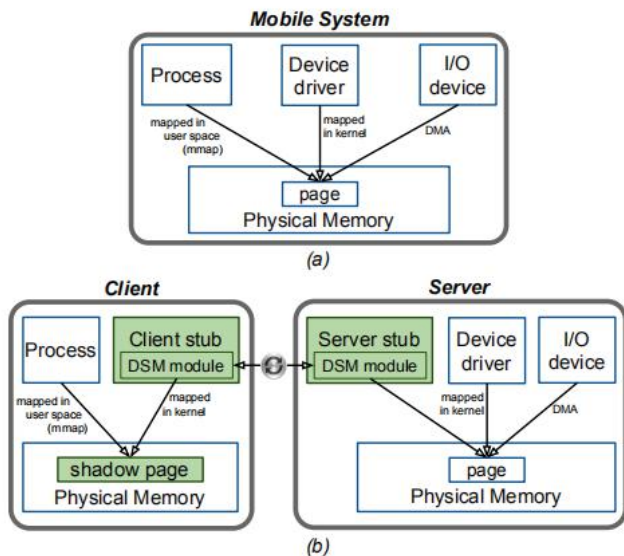 Mobile System
Process
Device
driver
I/O
device
mapped in
user space
(mmap)
mapped
in kernel
DMA
page
Physical Memory
(a)
Client
Server
Process
Client stub
DSM module
Server stub
DSM module
Device
driver
I/O
device
mapped in
user space
(mmap)
mapped
in kernel
mapped
in kernel
DMA
shadow page
Physical Memory
page
Physical Memory
(b)